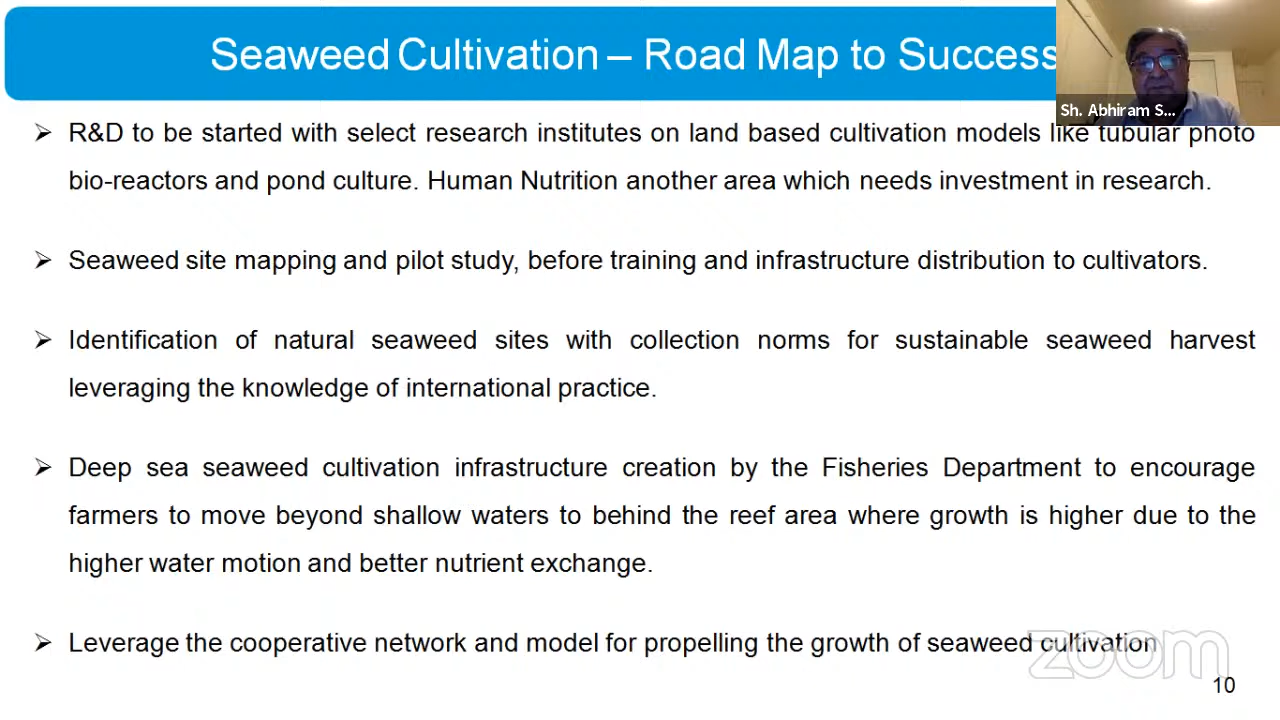 Seaweed Cultivation – Road Map to Success
Sh. Abhiram S...
➢ R&D to be started with select research institutes on land based cultivation models like tubular photo
bio-reactors and pond culture. Human Nutrition another area which needs investment in research.
➢ Seaweed site mapping and pilot study, before training and infrastructure distribution to cultivators.
➢ Identification of natural seaweed sites with collection norms for sustainable seaweed harvest
leveraging the knowledge of international practice.
➢ Deep sea seaweed cultivation infrastructure creation by the Fisheries Department to encourage
farmers to move beyond shallow waters to behind the reef area where growth is higher due to the
higher water motion and better nutrient exchange.
➢ Leverage the cooperative network and model for propelling the growth of seaweed cultivation
zoom
10